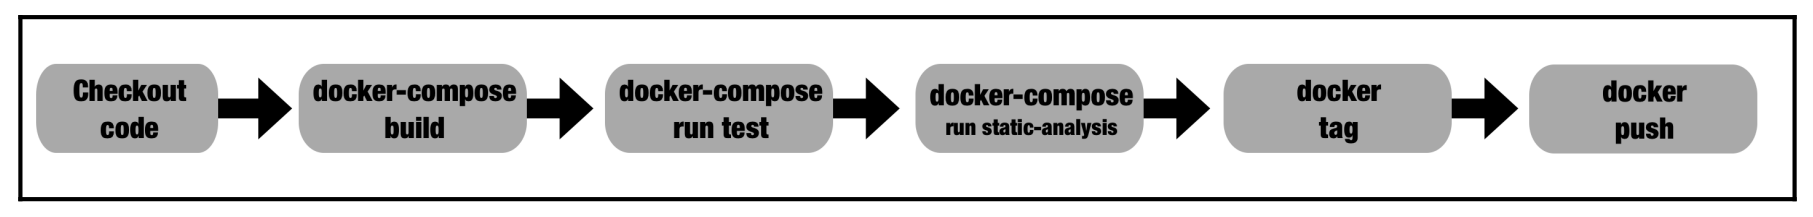 Checkout
code
docker-compose
build
docker-compose
run test
docker-compose
run static-analysis
docker
tag
docker
push